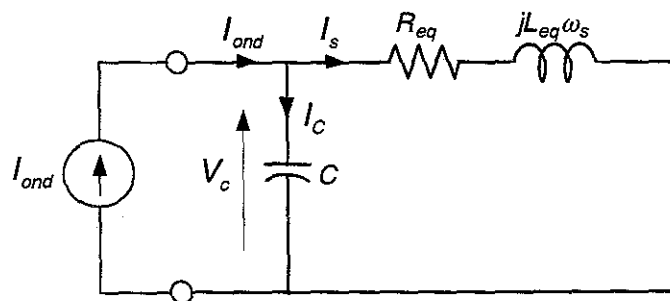 I_ond I_s R_eq jL_eqω_s
I_C
I_ond V_c C